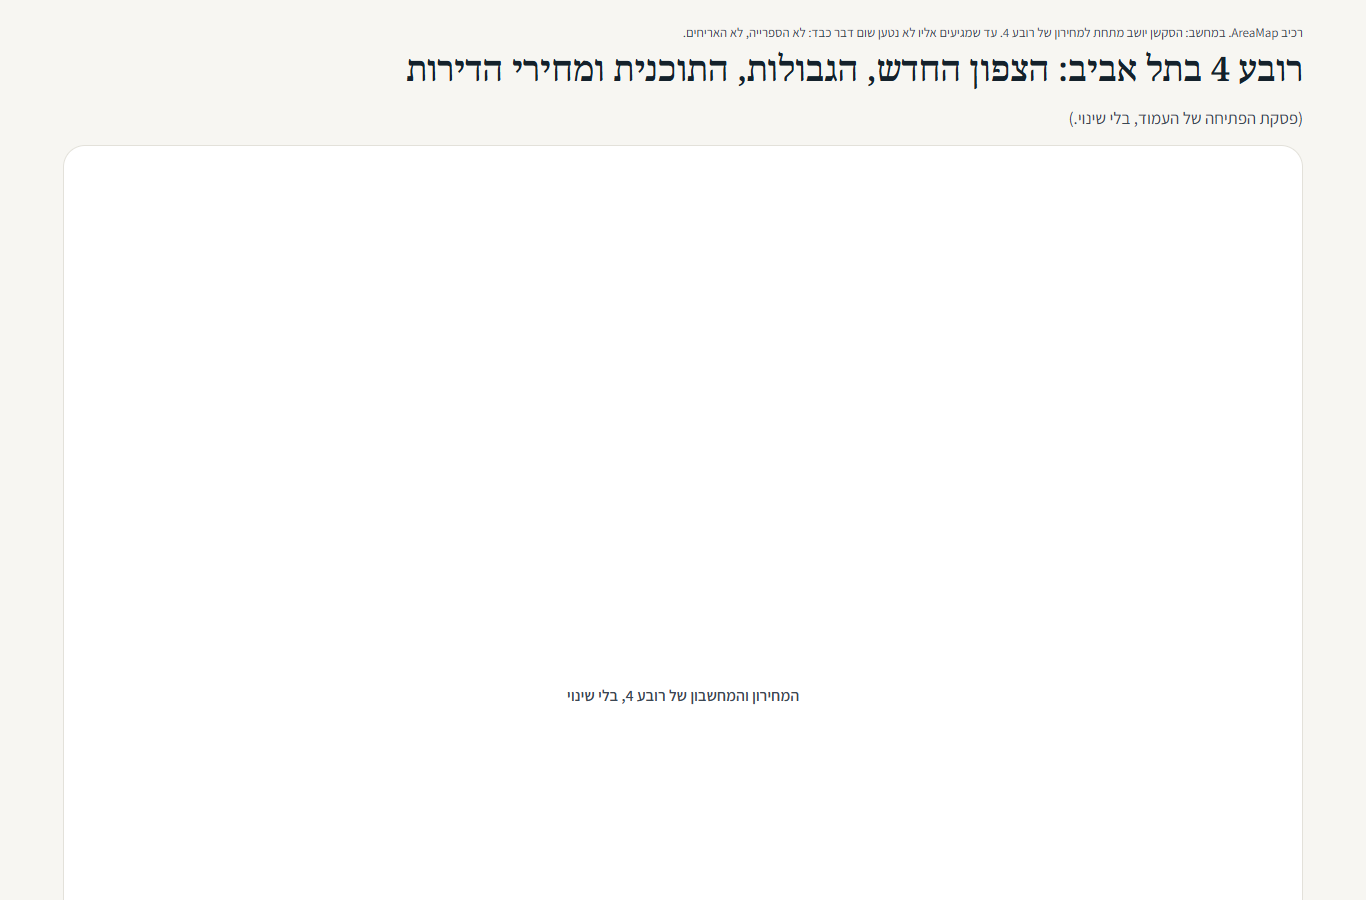 רכיב AreaMap. במחשב: הסקשן יושב מתחת למחירון של רובע 4. עד שמגיעים אליו לא נטען שום דבר כבד: לא הספרייה, לא האריחים.
רובע 4 בתל אביב: הצפון החדש, הגבולות, התוכנית ומחירי הדירות
(פסקת הפתיחה של העמוד, בלי שינוי.)
המחירון והמחשבון של רובע 4, בלי שינוי